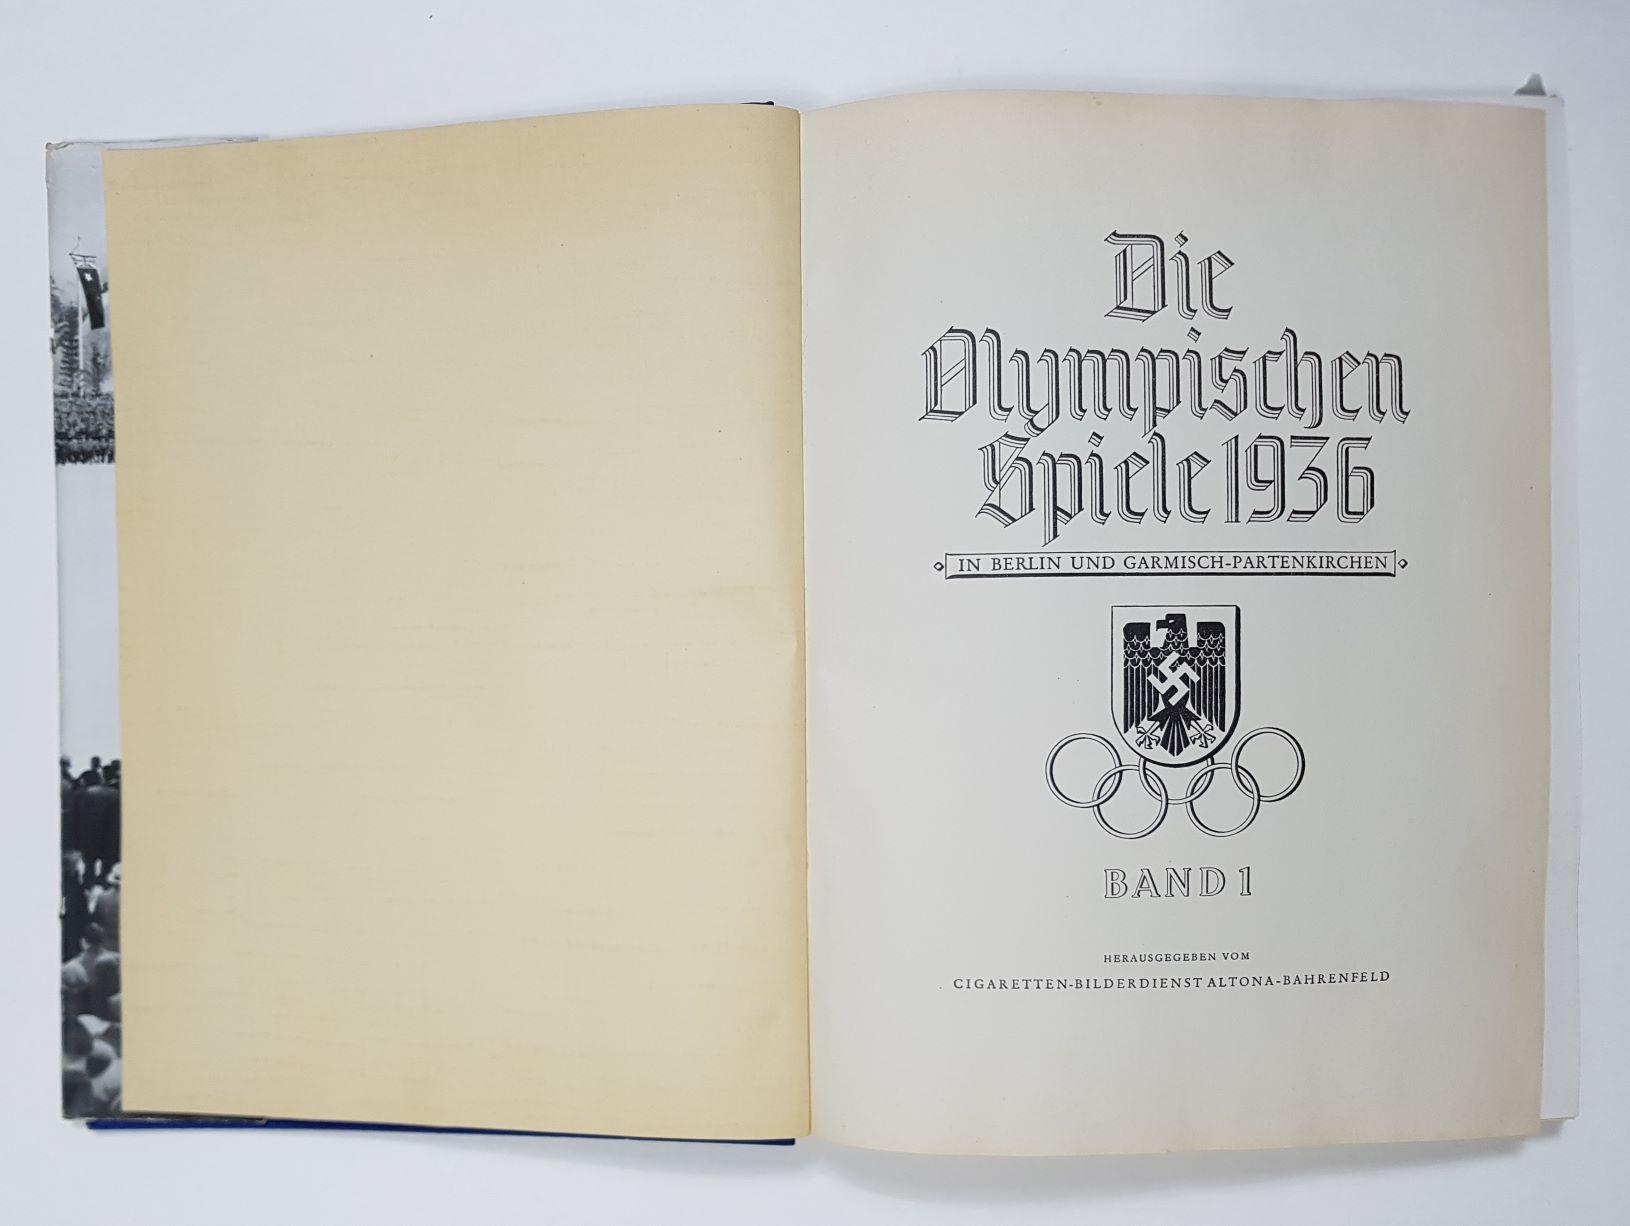 Die
Olympischen
Spiele 1936
IN BERLIN UND GARMISCH-PARTENKIRCHEN
BAND 1
HERAUSGEGEBEN VOM
CIGARETTEN-BILDERDIENST ALTONA-BAHRENFELD